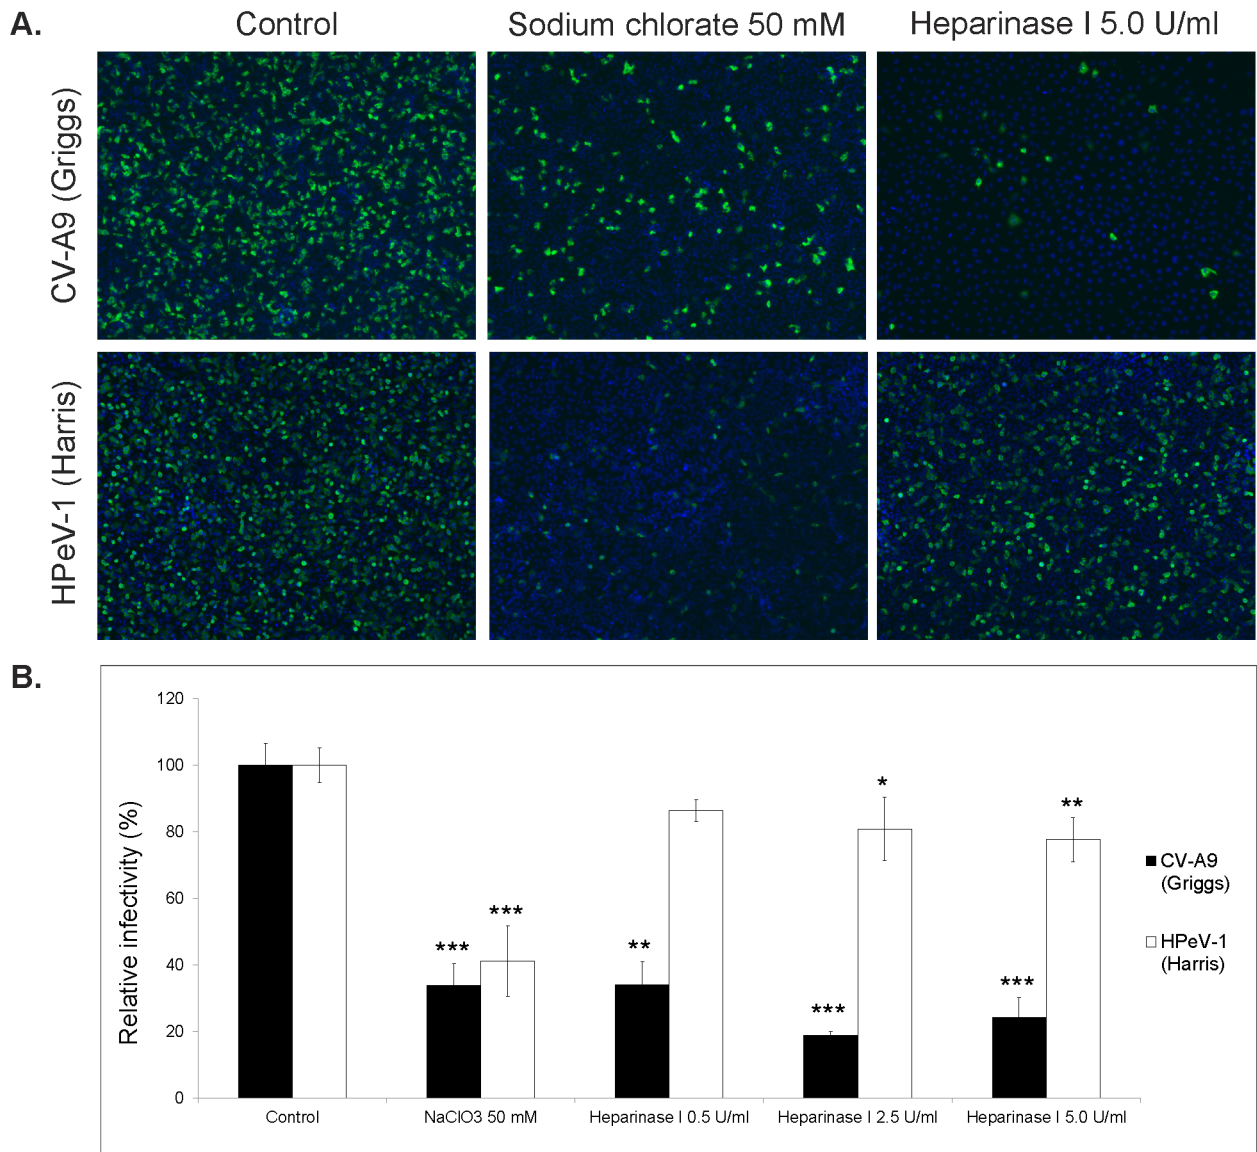 A.
Control
Sodium chlorate 50 mM
Heparinase I 5.0 U/ml
CV-A9 (Griggs)
HPeV-1 (Harris)
B.
Relative infectivity (%)
120
100
80
60
40
20
0
***
***
**
***
*
***
**
Control
NaClO3 50 mM
Heparinase I 0.5 U/ml
Heparinase I 2.5 U/ml
Heparinase I 5.0 U/ml
CV-A9
(Griggs)
HPeV-1
(Harris)